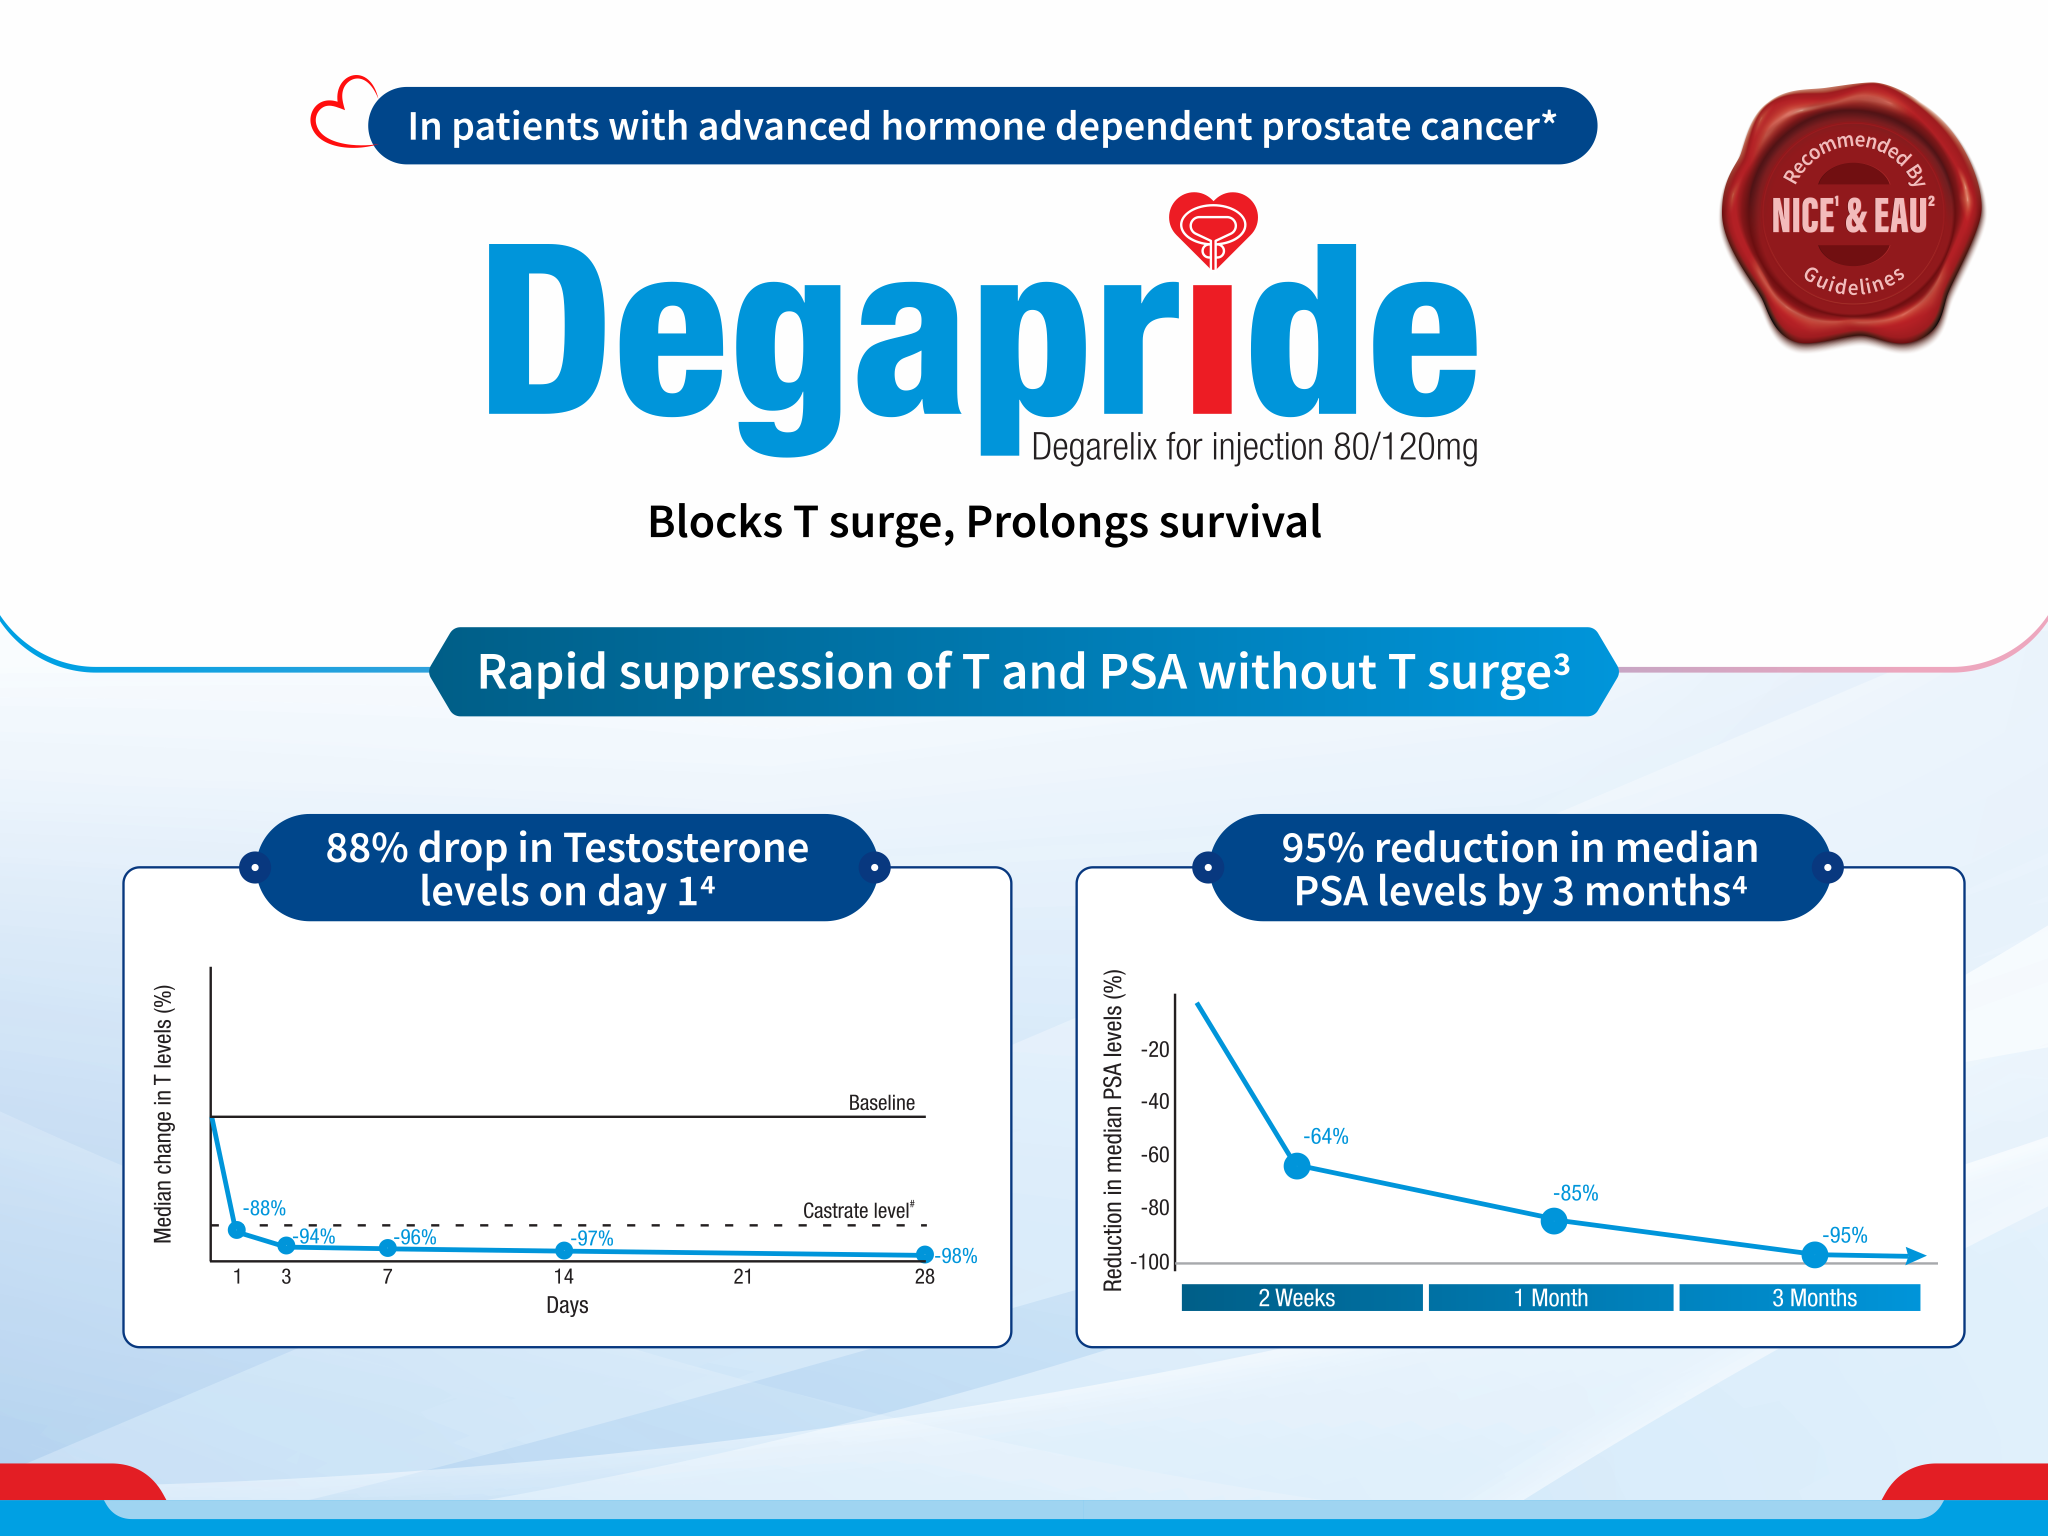 In patients with advanced hormone dependent prostate cancer*
Recommended By
NICE¹ & EAU²
Guidelines
Degapride
Degarelix for injection 80/120mg
Blocks T surge, Prolongs survival
Rapid suppression of T and PSA without T surge³
88% drop in Testosterone
levels on day 1⁴
Median change in T levels (%)
Baseline
Castrate level#
-88%
-94%
-96%
-97%
-98%
1 3 7 14 21 28
Days
95% reduction in median
PSA levels by 3 months⁴
Reduction in median PSA levels (%)
-20
-40
-60
-80
-100
-64%
-85%
-95%
2 Weeks 1 Month 3 Months